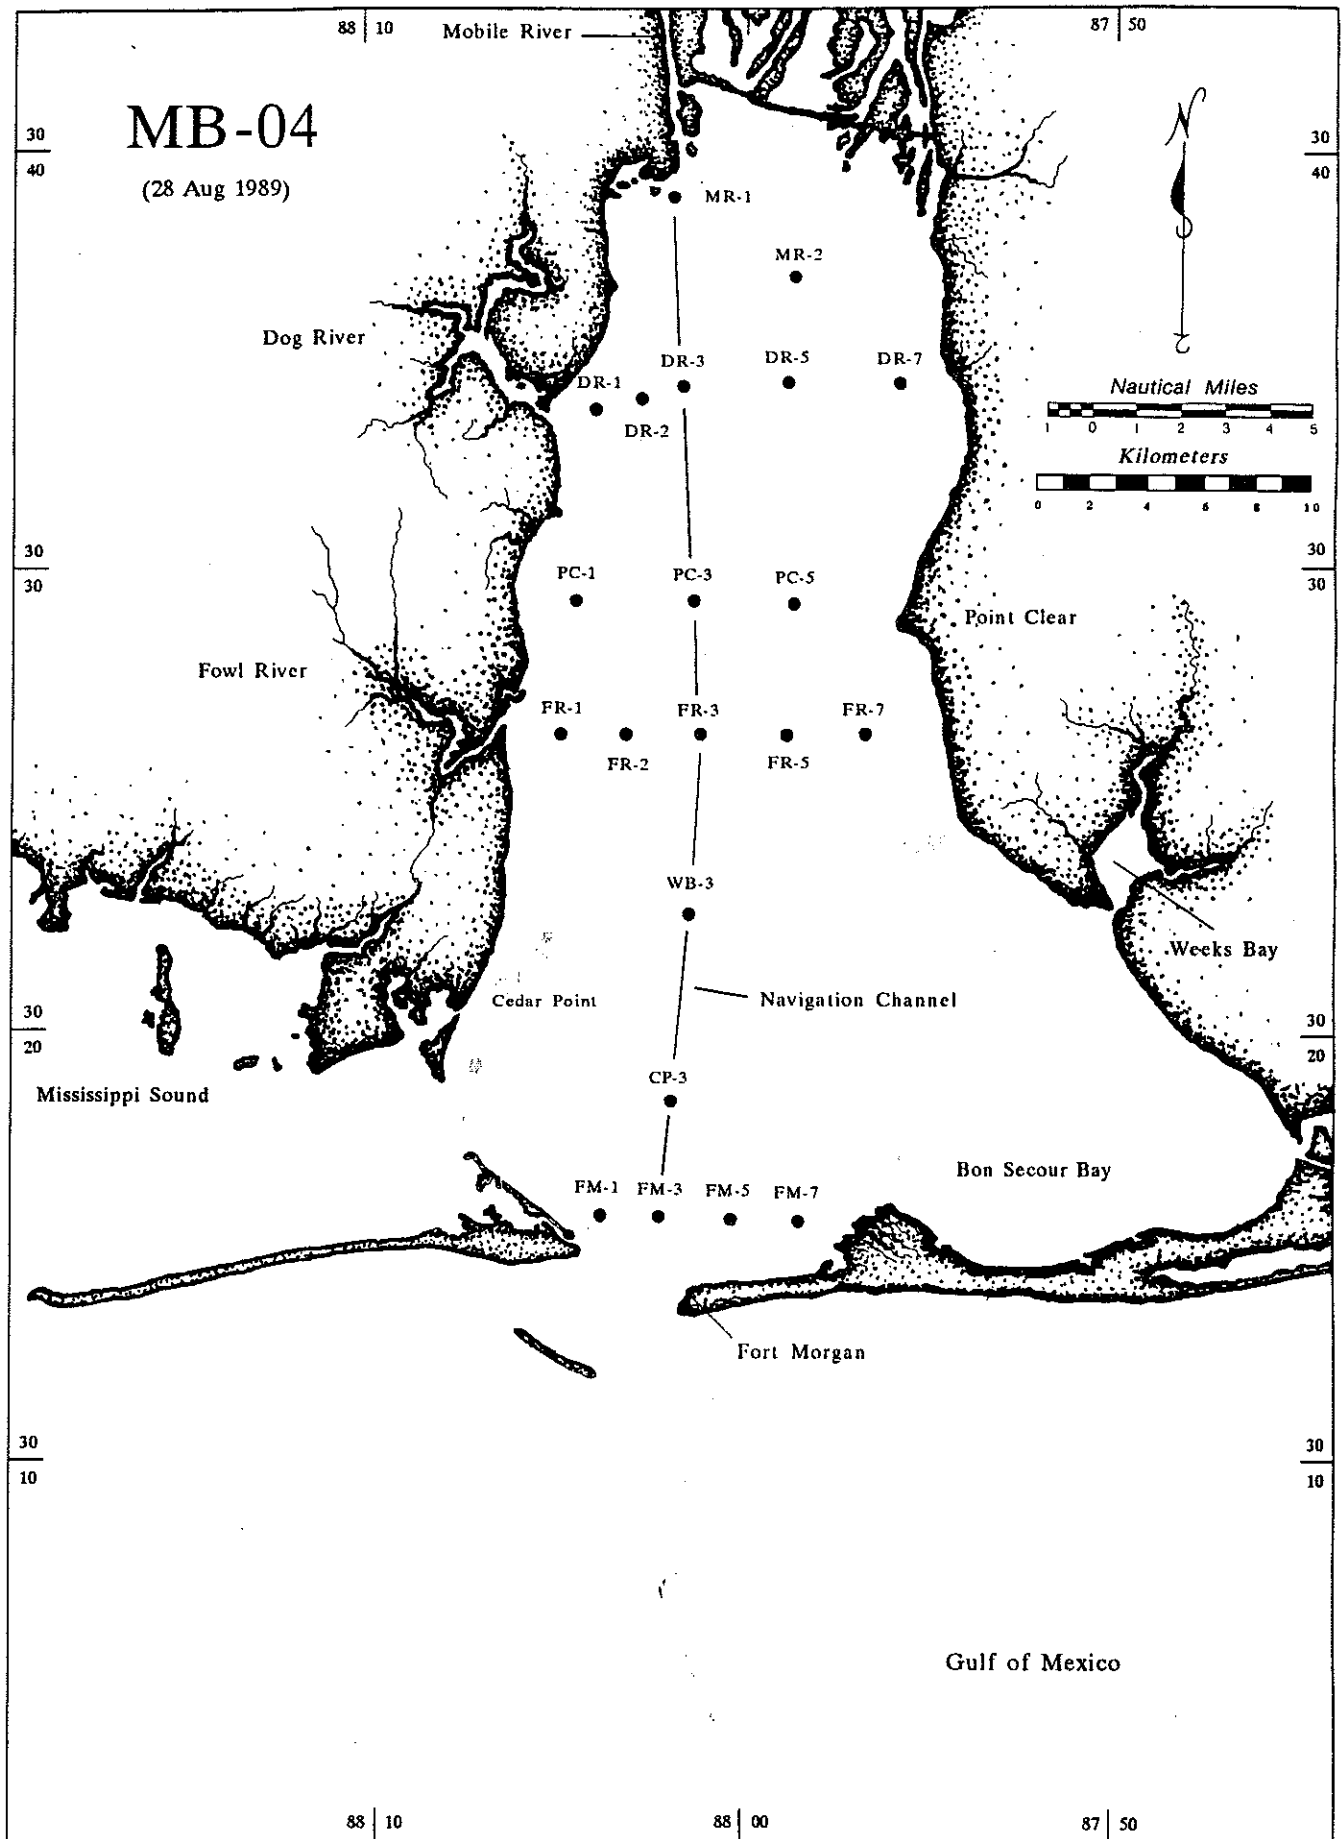 88 10
Mobile River
87 50
MB-04
(28 Aug 1989)
30
40
30
40
N
MR-1
MR-2
Dog River
DR-1
DR-2
DR-3
DR-5
DR-7
Nautical Miles
1 0 1 2 3 4 5
Kilometers
0 2 4 6 8 10
30
30
30
30
PC-1
PC-3
PC-5
Point Clear
Fowl River
FR-1
FR-2
FR-3
FR-5
FR-7
WB-3
Weeks Bay
Cedar Point
Navigation Channel
30
20
30
20
Mississippi Sound
CP-3
Bon Secour Bay
FM-1
FM-3
FM-5
FM-7
Fort Morgan
30
10
30
10
Gulf of Mexico
88 10
88 00
87 50